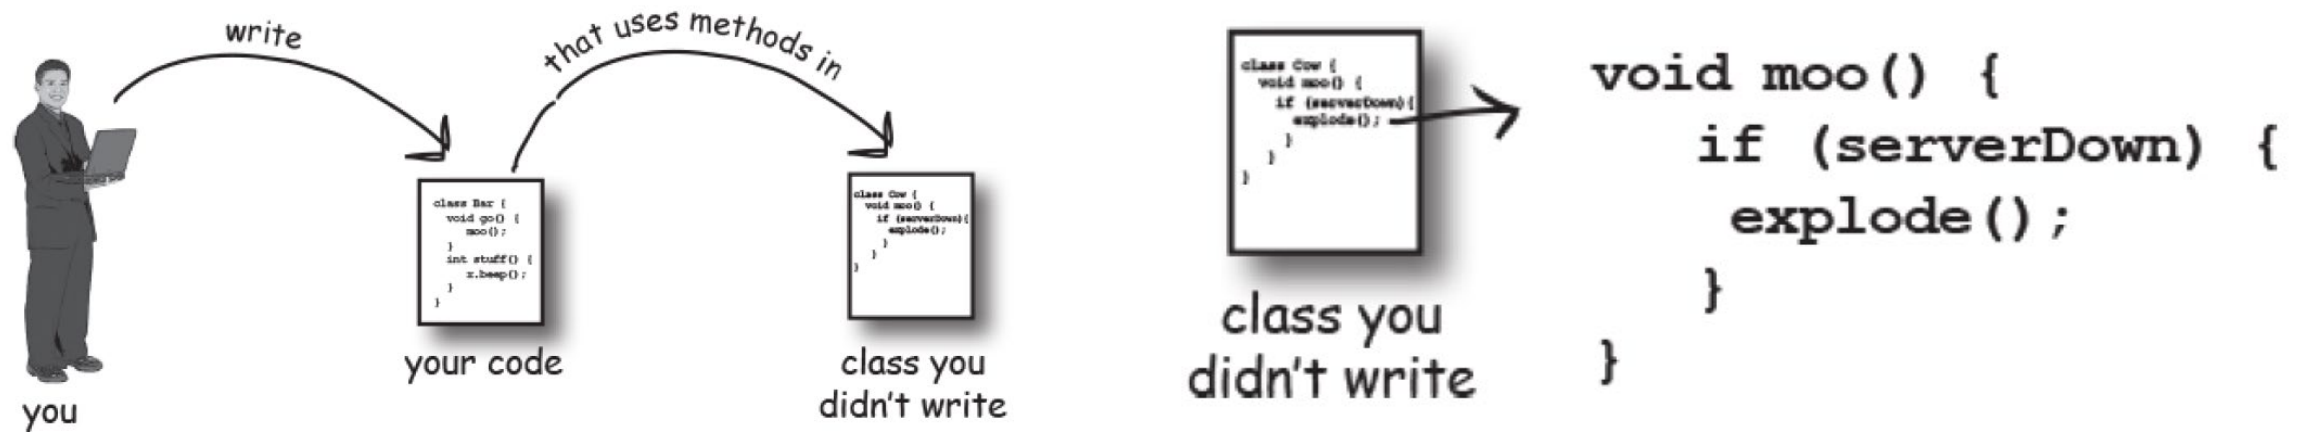 write
that uses methods in
class Bar {
void go() {
moo();
}
int stuff() {
x.beep();
}
}
class Cow {
void moo() {
if (serverDown){
explode();
}
}
}
you
your code
class you
didn't write
class Cow {
void moo() {
if (serverDown){
explode();
}
}
}
class you
didn't write
void moo() {
if (serverDown) {
explode();
}
}